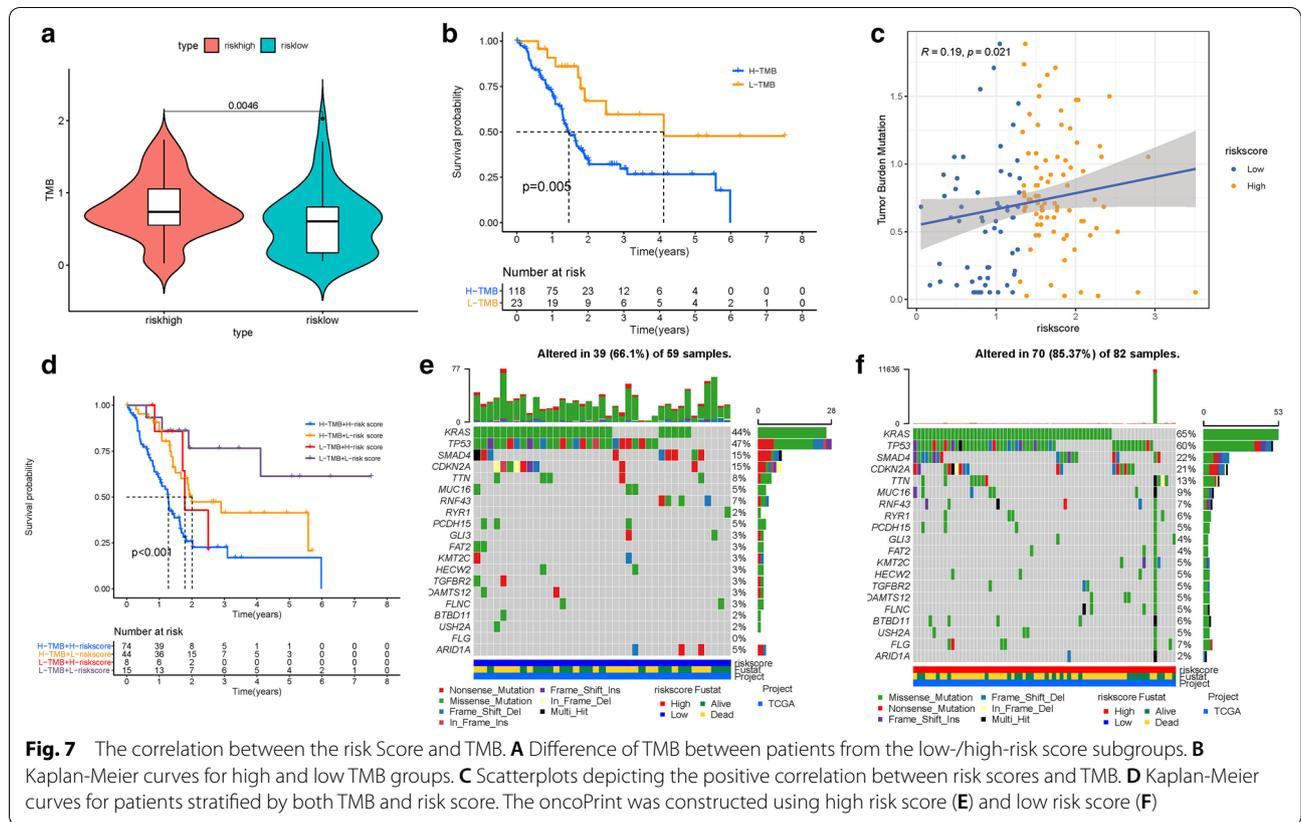 a
type riskhigh risklow
0.0046
2
1
0
TMB
riskhigh risklow
type
b
1.00
0.75
0.50
0.25
0.00
Survival probability
H-TMB
L-TMB
p=0.005
0 1 2 3 4 5 6 7 8
Time(years)
Number at risk
H-TMB 118 75 23 12 6 4 0 0 0
L-TMB 23 19 9 6 5 4 2 1 0
0 1 2 3 4 5 6 7 8
Time(years)
c
R = 0.19, p = 0.021
1.5
1.0
0.5
0.0
Tumor Burden Mutation
0 1 2 3
riskscore
riskscore
Low
High
d
1.00
0.75
0.50
0.25
0.00
Survival probability
H-TMB+H-risk score
H-TMB+L-risk score
L-TMB+H-risk score
L-TMB+L-risk score
p<0.001
0 1 2 3 4 5 6 7 8
Time(years)
Number at risk
H-TMB+H-riskscore 74 39 8 5 1 1 0 0 0
H-TMB+L-riskscore 44 36 15 7 5 3 0 0 0
L-TMB+H-riskscore 8 6 2 0 0 0 0 0 0
L-TMB+L-riskscore 15 13 7 6 5 4 2 1 0
0 1 2 3 4 5 6 7 8
Time(years)
e
Altered in 39 (66.1%) of 59 samples.
77
0
0 28
KRAS 44%
TP53 47%
SMAD4 15%
CDKN2A 15%
TTN 8%
MUC16 5%
RNF43 7%
RYR1 2%
PCDH15 5%
GLI3 3%
FAT2 3%
KMT2C 3%
HECW2 3%
TGFBR2 3%
DAMTS12 3%
FLNC 3%
BTBD11 2%
USH2A 2%
FLG 0%
ARID1A 5%
riskscore
Fustat
Project
Nonsense_Mutation Frame_Shift_Ins riskscore Fustat Project
Missense_Mutation In_Frame_Del High Alive TCGA
Frame_Shift_Del Multi_Hit Low Dead
In_Frame_Ins
f
Altered in 70 (85.37%) of 82 samples.
11636
0
0 53
KRAS 65%
TP53 60%
SMAD4 22%
CDKN2A 21%
TTN 13%
MUC16 9%
RNF43 7%
RYR1 6%
PCDH15 5%
GLI3 4%
FAT2 4%
KMT2C 5%
HECW2 5%
TGFBR2 5%
DAMTS12 5%
FLNC 5%
BTBD11 6%
USH2A 5%
FLG 7%
ARID1A 2%
riskscore
Fustat
Project
Missense_Mutation Frame_Shift_Del riskscore Fustat Project
Nonsense_Mutation In_Frame_Del High Alive TCGA
Frame_Shift_Ins Multi_Hit Low Dead
Fig. 7 The correlation between the risk Score and TMB. A Difference of TMB between patients from the low-/high-risk score subgroups. B
Kaplan-Meier curves for high and low TMB groups. C Scatterplots depicting the positive correlation between risk scores and TMB. D Kaplan-Meier
curves for patients stratified by both TMB and risk score. The oncoPrint was constructed using high risk score (E) and low risk score (F)